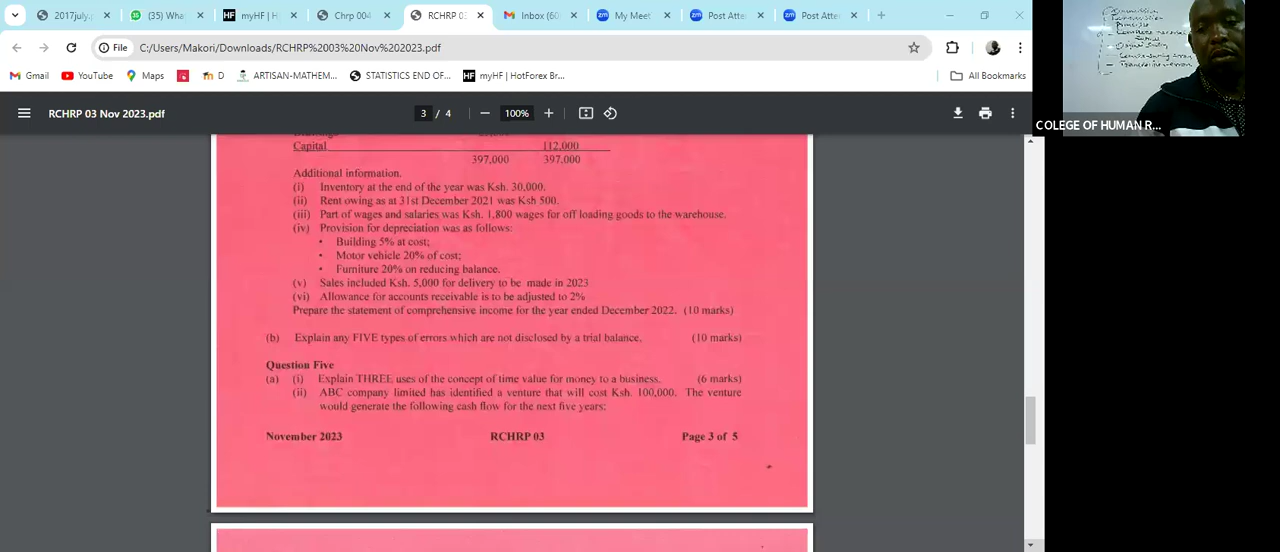 2017july.
(35) Wha
myHF |
Chrp 004
RCHRP 03
Inbox (60
My Meet
Post Atte
Post Atte
File
C:/Users/Makori/Downloads/RCHRP%2003%20Nov%202023.pdf
Gmail
YouTube
Maps
D
ARTISAN-MATHEM...
STATISTICS END OF...
myHF | HotForex Br...
All Bookmarks
RCHRP 03 Nov 2023.pdf
3 / 4
100%
COLEGE OF HUMAN R...
Capital 112,000
397,000 397,000
Additional information.
(i) Inventory at the end of the year was Ksh. 30,000.
(ii) Rent owing as at 31st December 2021 was Ksh 500.
(iii) Part of wages and salaries was Ksh. 1,800 wages for off loading goods to the warehouse.
(iv) Provision for depreciation was as follows:
• Building 5% at cost;
• Motor vehicle 20% of cost;
• Furniture 20% on reducing balance.
(v) Sales included Ksh. 5,000 for delivery to be made in 2023
(vi) Allowance for accounts receivable is to be adjusted to 2%
Prepare the statement of comprehensive income for the year ended December 2022. (10 marks)
(b) Explain any FIVE types of errors which are not disclosed by a trial balance. (10 marks)
Question Five
(a) (i) Explain THREE uses of the concept of time value for money to a business. (6 marks)
(ii) ABC company limited has identified a venture that will cost Ksh. 100,000. The venture
would generate the following cash flow for the next five years:
November 2023 RCHRP 03 Page 3 of 5